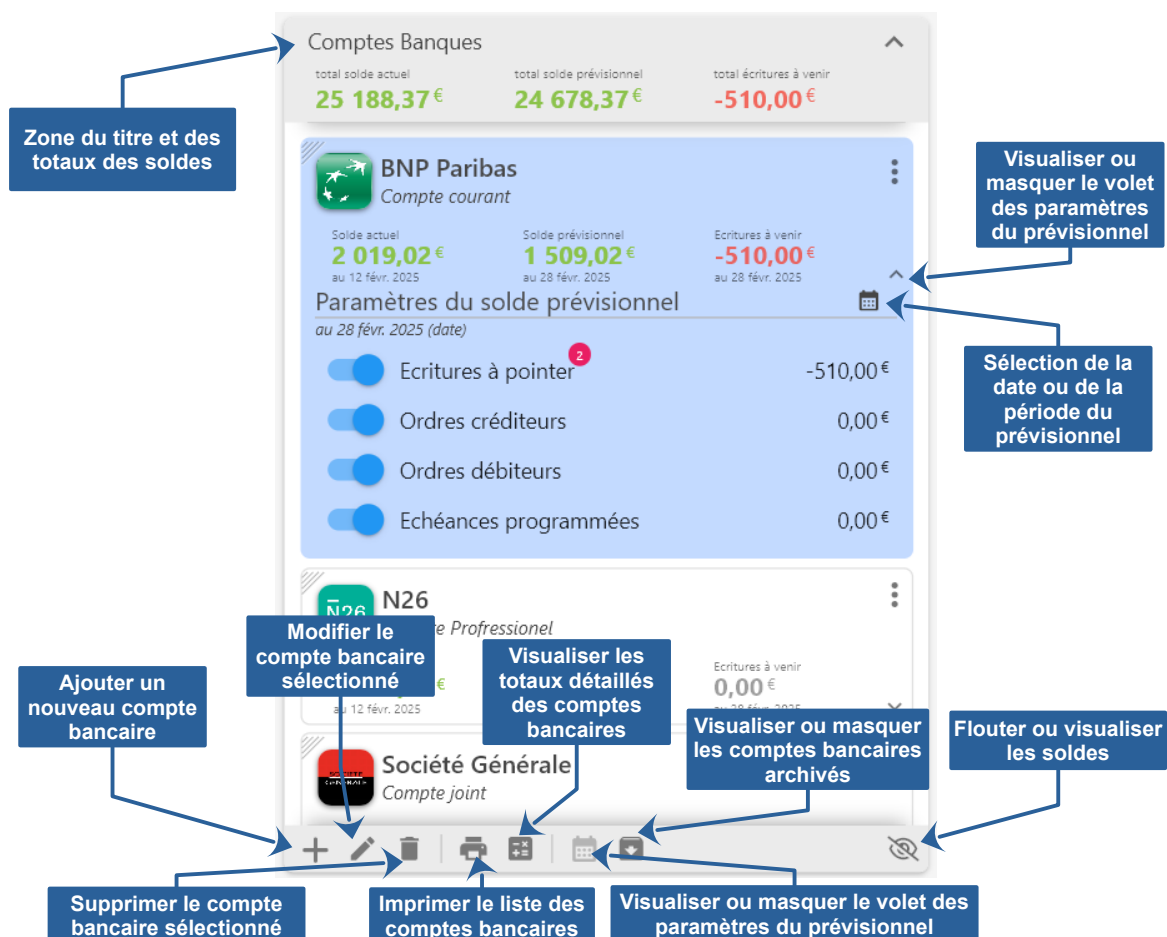 Comptes Banques
total solde actuel total solde prévisionnel total écritures à venir
25 188,37 € 24 678,37 € -510,00 €
Zone du titre et des
totaux des soldes
BNP Paribas
Compte courant
Visualiser ou
masquer le volet
des paramètres
du prévisionnel
Solde actuel Solde prévisionnel Ecritures à venir
2 019,02 € 1 509,02 € -510,00 €
au 12 févr. 2025 au 28 févr. 2025 au 28 févr. 2025
Paramètres du solde prévisionnel
au 28 févr. 2025 (date)
Sélection de la
date ou de la
période du
prévisionnel
Ecritures à pointer 2 -510,00 €
Ordres créditeurs 0,00 €
Ordres débiteurs 0,00 €
Echéances programmées 0,00 €
N26
N26
Profressionel
Modifier le
compte bancaire
sélectionné
Visualiser les
totaux détaillés
des comptes
bancaires
Ecritures à venir
€ 0,00 €
au 12 févr. 2025 au 28 févr. 2025
Ajouter un
nouveau compte
bancaire
Visualiser ou masquer
les comptes bancaires
archivés
Flouter ou visualiser
les soldes
SOCIETE
GENERALE
Société Générale
Compte joint
Supprimer le compte
bancaire sélectionné
Imprimer le liste des
comptes bancaires
Visualiser ou masquer le volet des
paramètres du prévisionnel